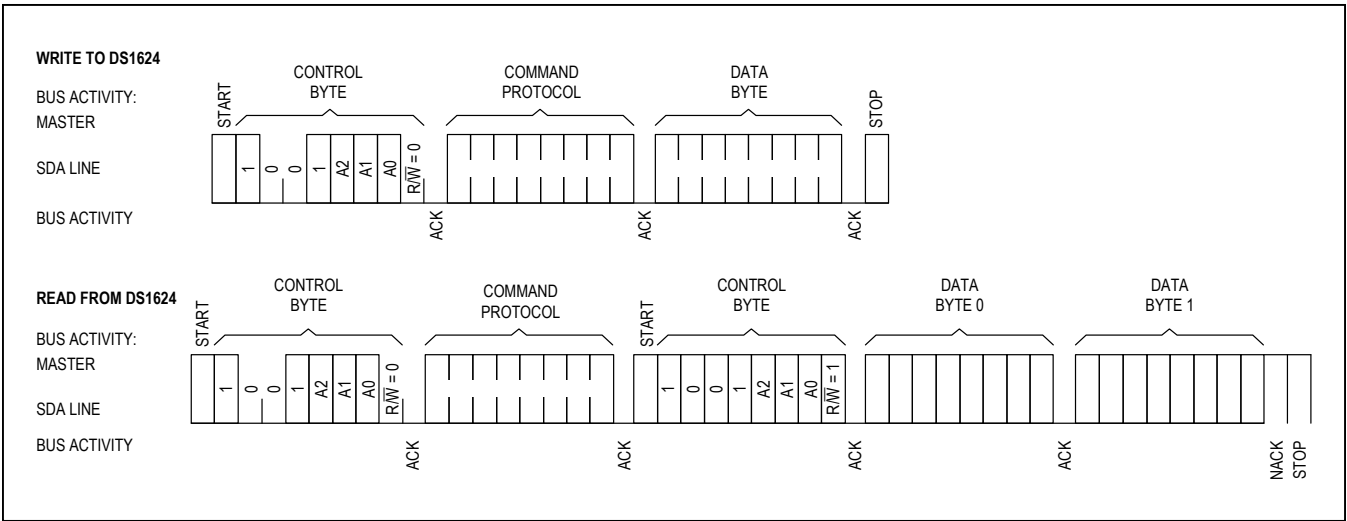 WRITE TO DS1624
BUS ACTIVITY:
MASTER
SDA LINE
BUS ACTIVITY
START
CONTROL
BYTE
COMMAND
PROTOCOL
DATA
BYTE
STOP
1 0 0 1 A2 A1 A0 R/W̅ = 0
ACK ACK ACK
READ FROM DS1624
BUS ACTIVITY:
MASTER
SDA LINE
BUS ACTIVITY
START
CONTROL
BYTE
COMMAND
PROTOCOL
START
CONTROL
BYTE
DATA
BYTE 0
DATA
BYTE 1
1 0 0 1 A2 A1 A0 R/W̅ = 0
1 0 0 1 A2 A1 A0 R/W̅ = 1
ACK ACK ACK ACK NACK STOP